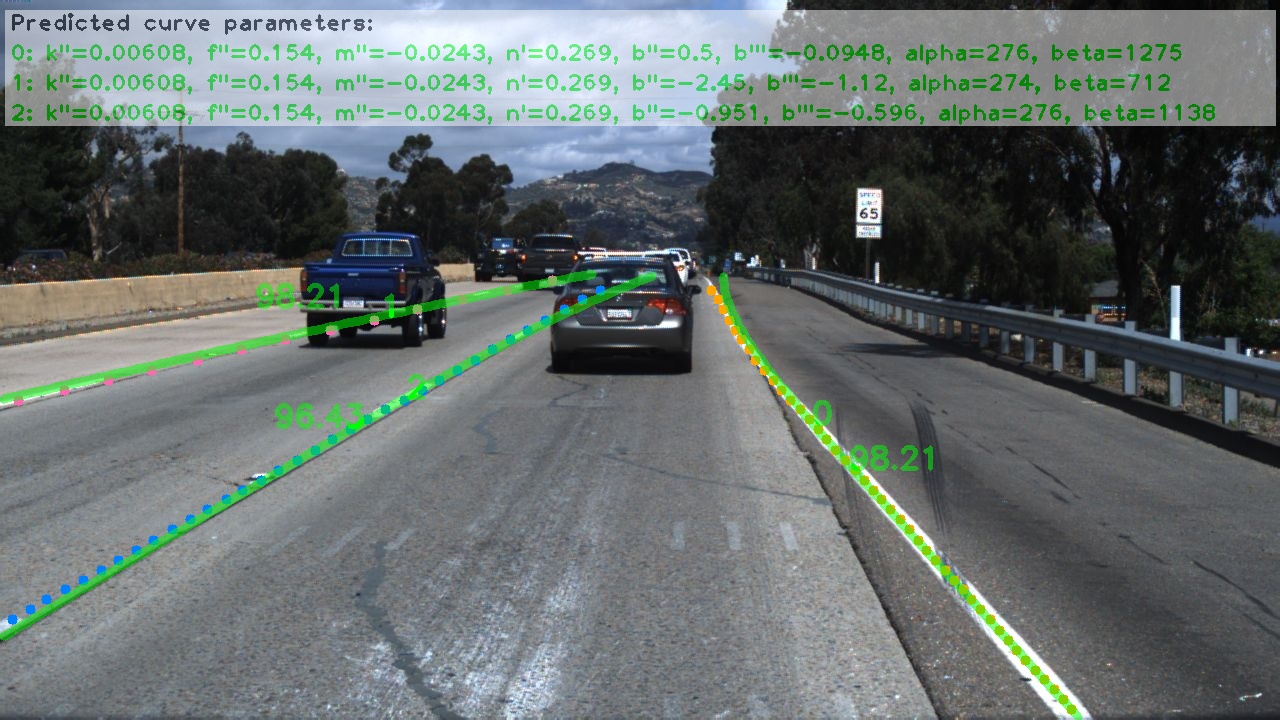 Predicted curve parameters:
0: k''=0.00608, f''=0.154, m''=−0.0243, n'=0.269, b''=0.5, b'''=−0.0948, alpha=276, beta=1275
1: k''=0.00608, f''=0.154, m''=−0.0243, n'=0.269, b''=−2.45, b'''=−1.12, alpha=274, beta=712
2: k''=0.00608, f''=0.154, m''=−0.0243, n'=0.269, b''=−0.951, b'''=−0.596, alpha=276, beta=1138
SPEED
LIMIT
65
98.21
1
2
96.43
0
98.21